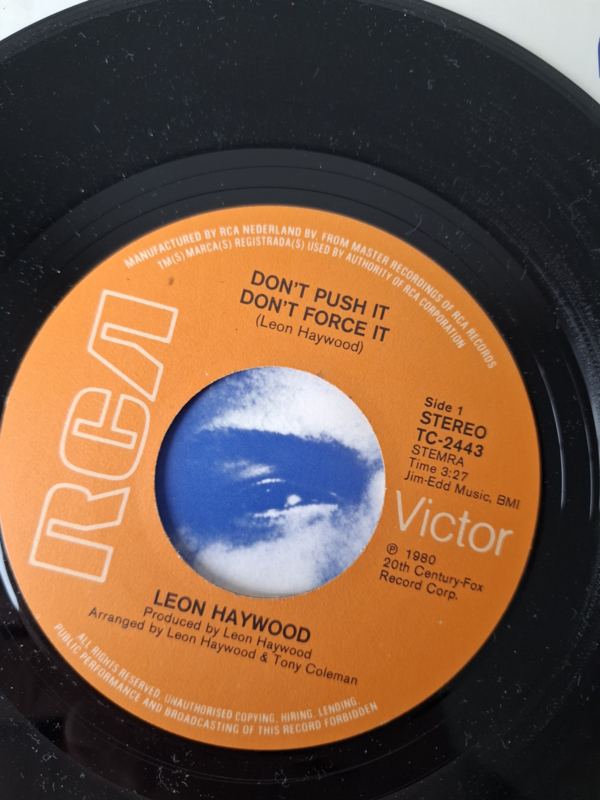 MANUFACTURED BY RCA NEDERLAND BV. FROM MASTER RECORDINGS OF RCA RECORDS
TM(S) MARCA(S) REGISTRADA(S) USED BY AUTHORITY OF RCA CORPORATION
DON'T PUSH IT
DON'T FORCE IT
(Leon Haywood)
RCA
Side 1
STEREO
TC-2443
STEMRA
Time 3:27
Jim-Edd Music, BMI
Victor
℗ 1980
20th Century-Fox
Record Corp.
LEON HAYWOOD
Produced by Leon Haywood
Arranged by Leon Haywood & Tony Coleman
ALL RIGHTS RESERVED. UNAUTHORISED COPYING, HIRING, LENDING,
PUBLIC PERFORMANCE AND BROADCASTING OF THIS RECORD FORBIDDEN